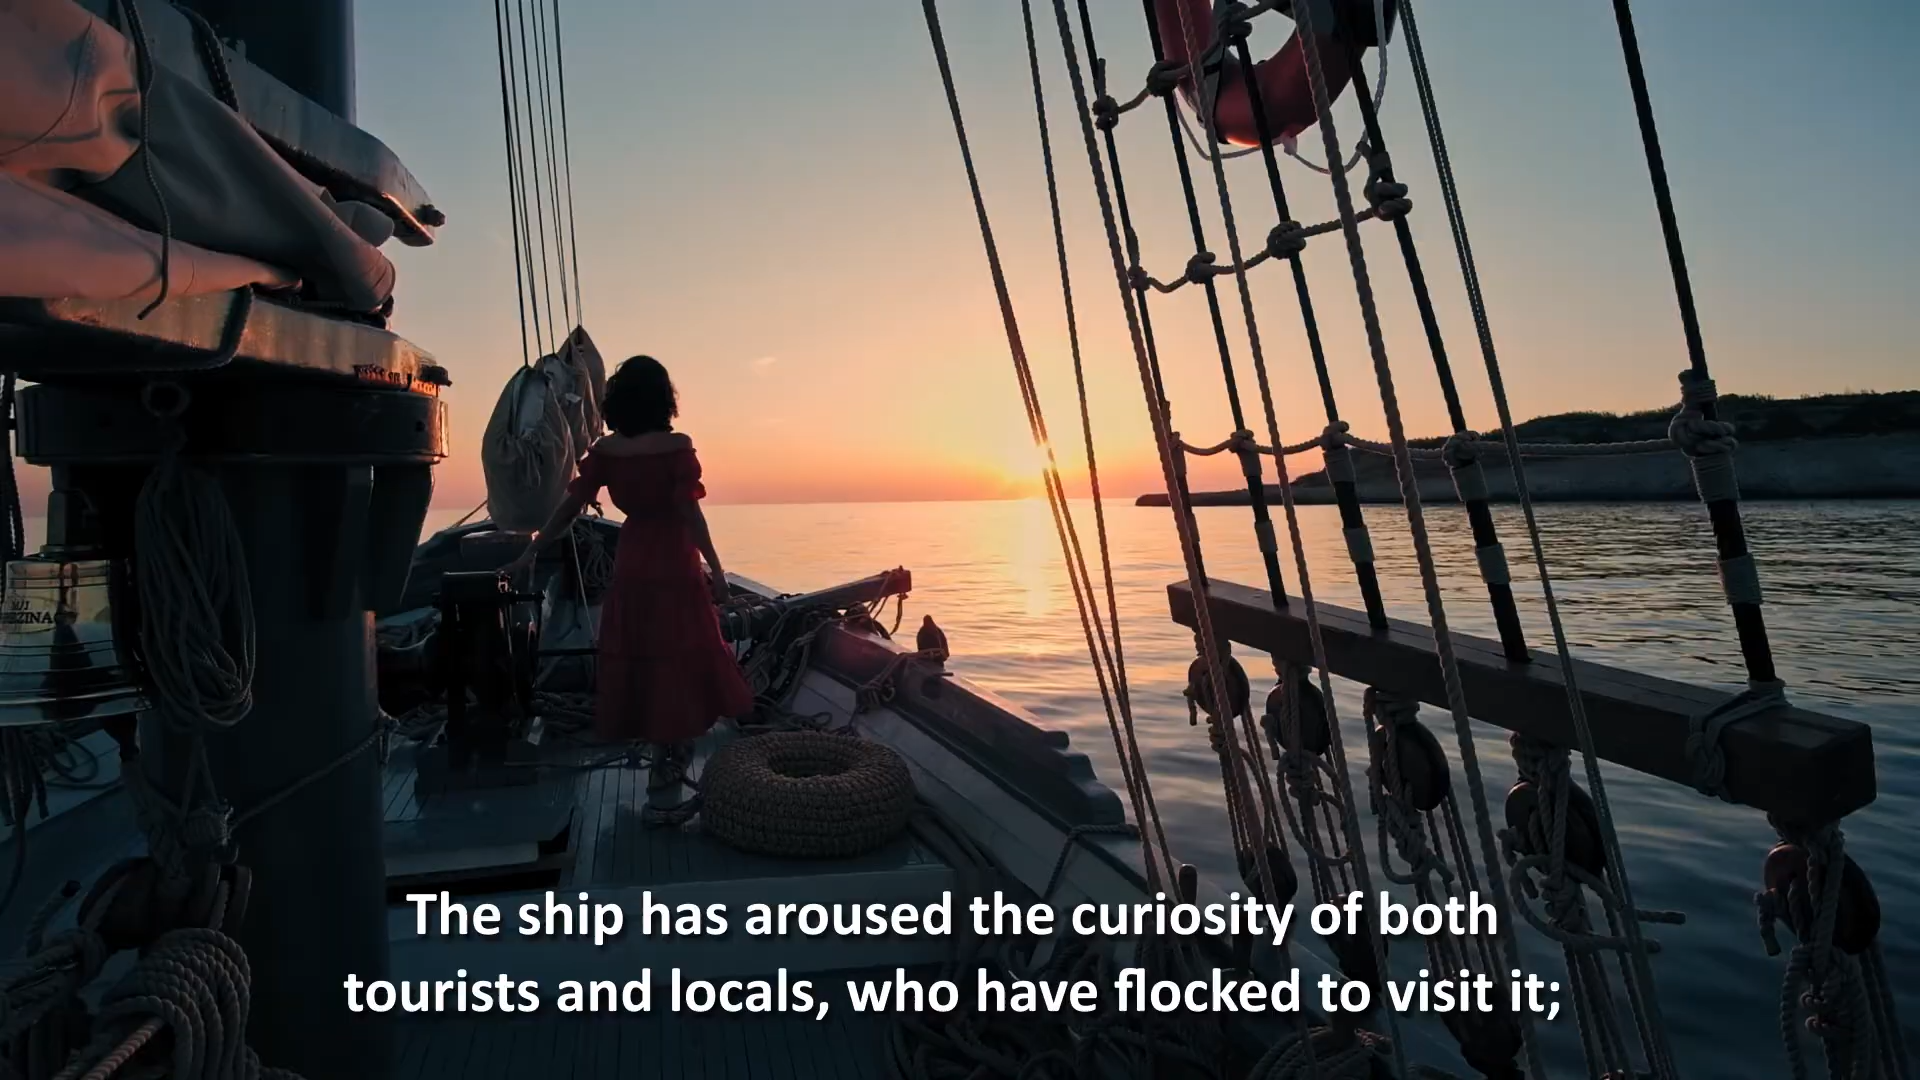 The ship has aroused the curiosity of both
tourists and locals, who have flocked to visit it;